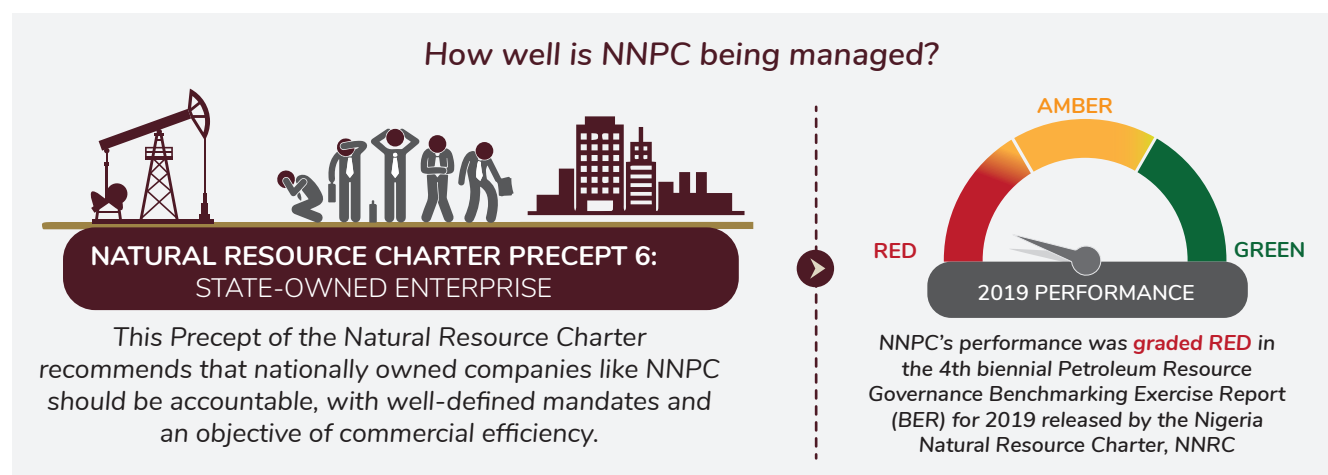 How well is NNPC being managed?
NATURAL RESOURCE CHARTER PRECEPT 6:
STATE-OWNED ENTERPRISE
This Precept of the Natural Resource Charter
recommends that nationally owned companies like NNPC
should be accountable, with well-defined mandates and
an objective of commercial efficiency.
AMBER
RED
GREEN
2019 PERFORMANCE
NNPC’s performance was graded RED in
the 4th biennial Petroleum Resource
Governance Benchmarking Exercise Report
(BER) for 2019 released by the Nigeria
Natural Resource Charter, NNRC